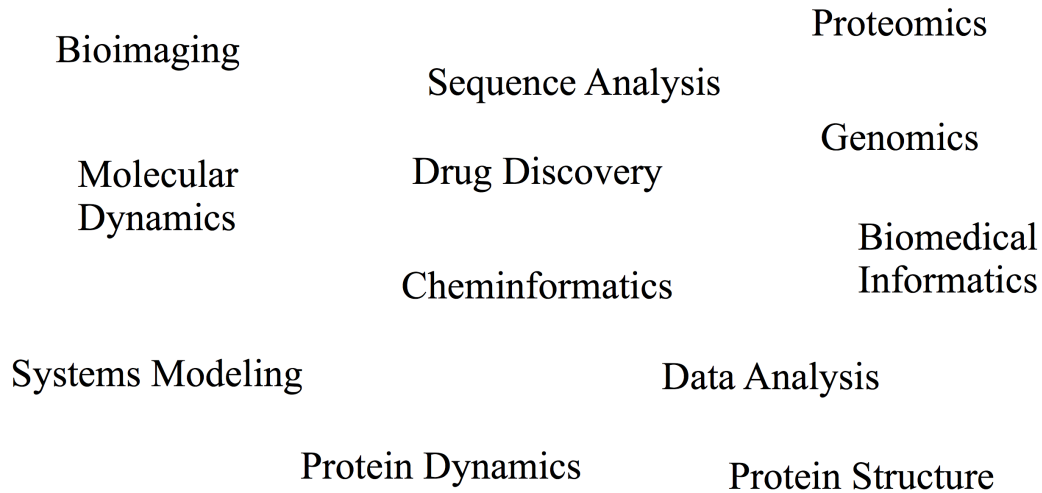 Proteomics
Bioimaging
Sequence Analysis
Genomics
Molecular
Dynamics
Drug Discovery
Biomedical
Informatics
Cheminformatics
Systems Modeling
Data Analysis
Protein Dynamics
Protein Structure